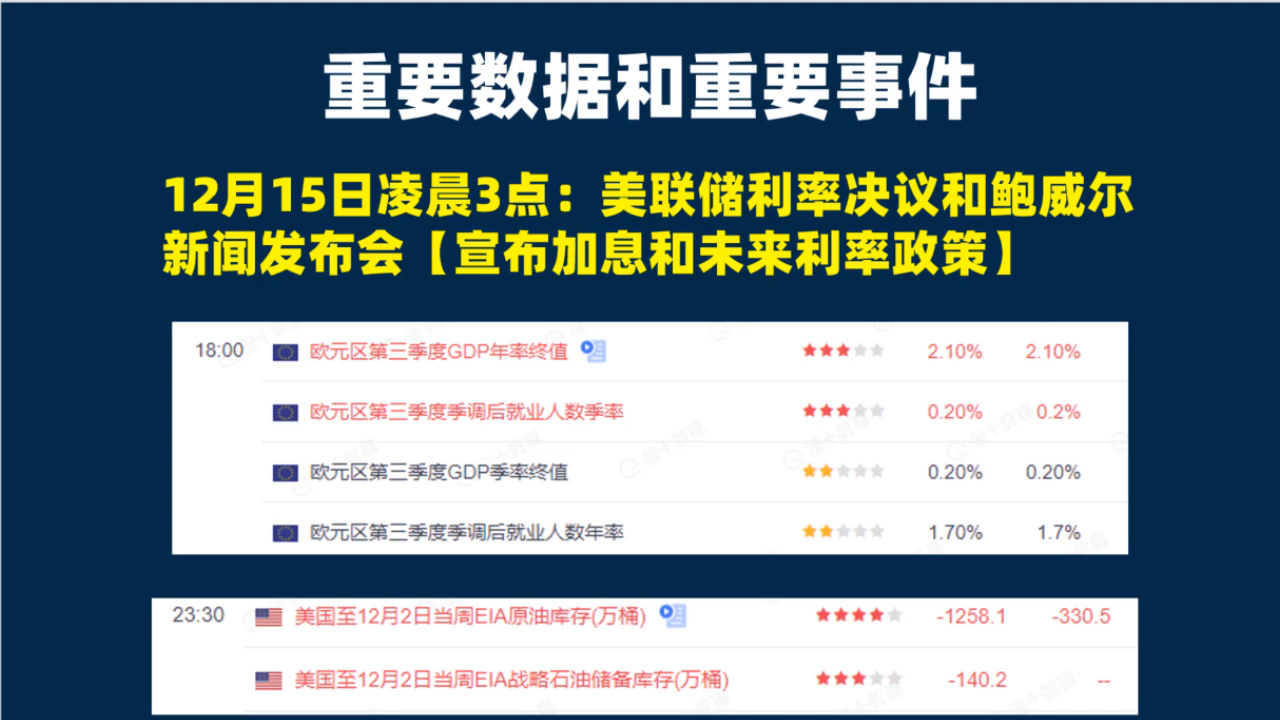 重要数据和重要事件
12月15日凌晨3点：美联储利率决议和鲍威尔
新闻发布会【宣布加息和未来利率政策】
18:00 欧元区第三季度GDP年率终值 2.10% 2.10%
欧元区第三季度季调后就业人数季率 0.20% 0.2%
欧元区第三季度GDP季率终值 0.20% 0.20%
欧元区第三季度季调后就业人数年率 1.70% 1.7%
23:30 美国至12月2日当周EIA原油库存(万桶) -1258.1 -330.5
美国至12月2日当周EIA战略石油储备库存(万桶) -140.2 --
金十数据